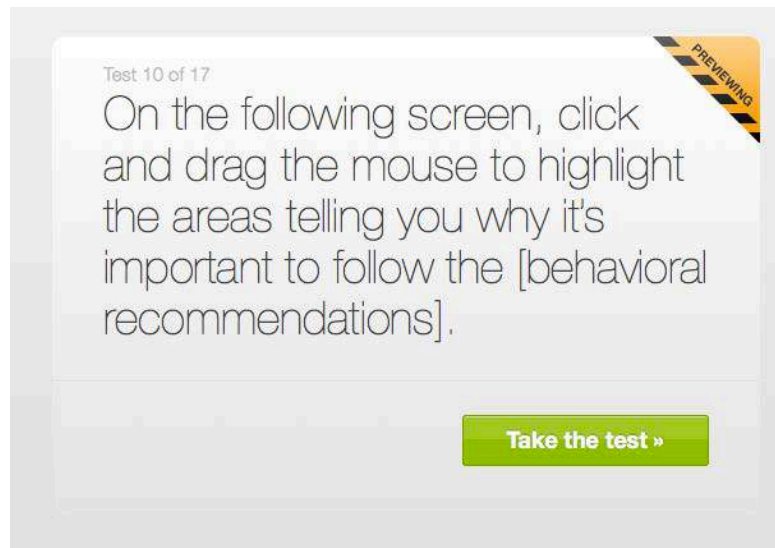 Test 10 of 17
PREVIEWING
On the following screen, click
and drag the mouse to highlight
the areas telling you why it's
important to follow the [behavioral
recommendations].
Take the test »